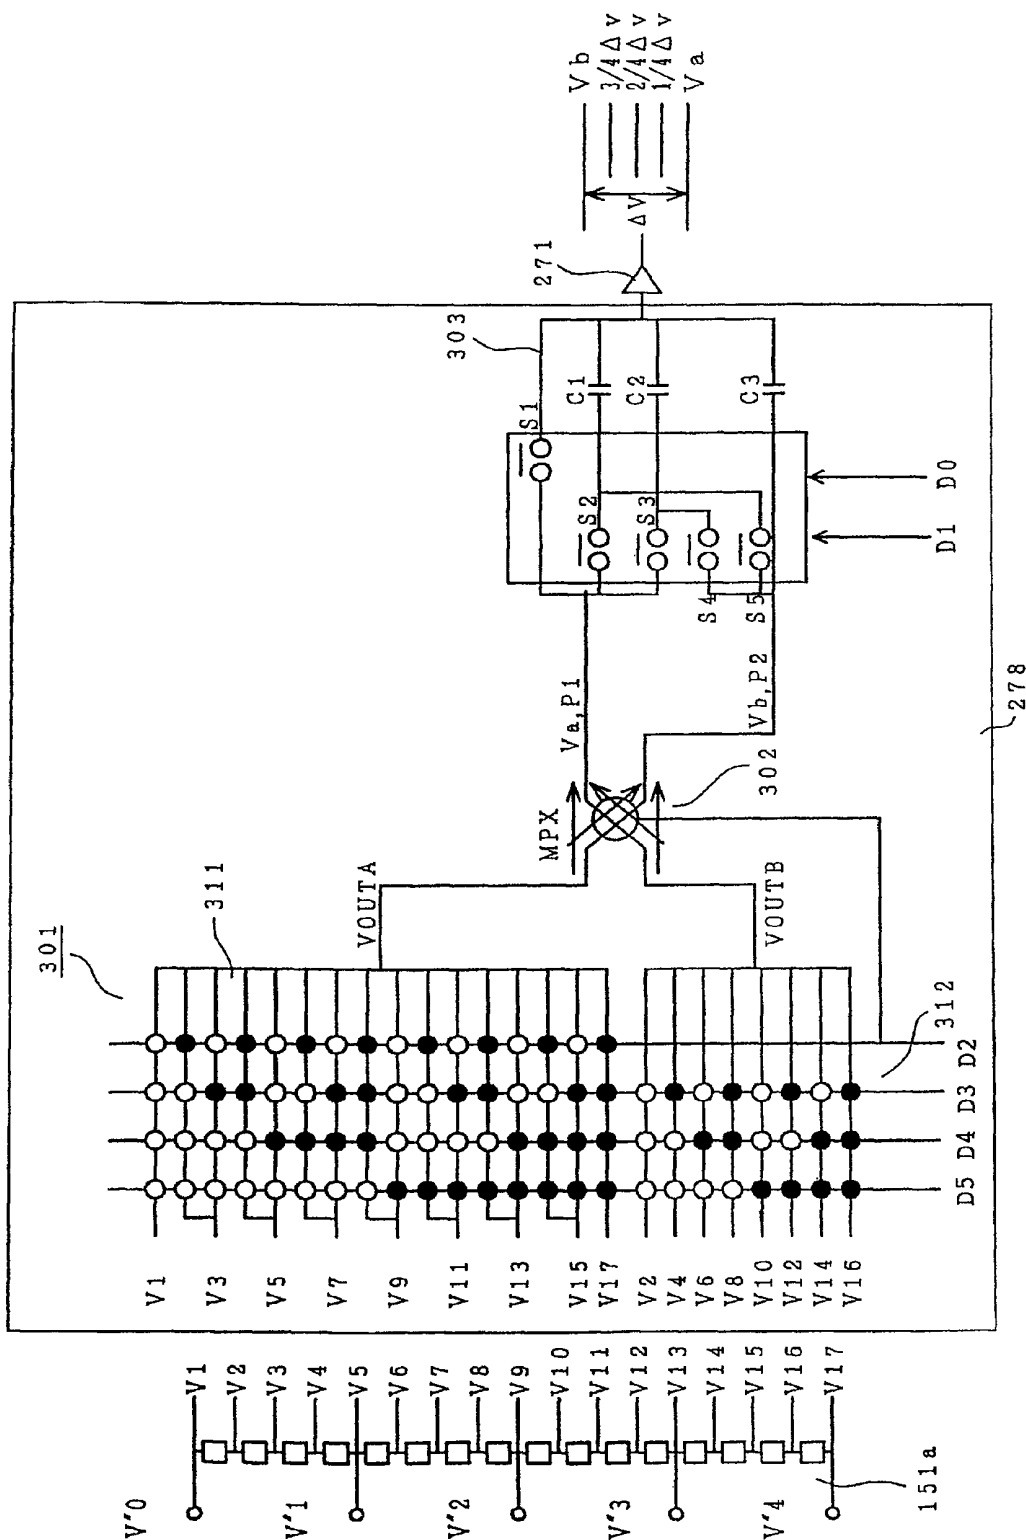 Vb
3/4ΔV
2/4ΔV
1/4ΔV
Va
ΔV
271
303
C1
C2
C3
S1
S2
S3
S4
S5
D0
D1
Va,P1
Vb,P2
278
302
MPX
VOUTA
VOUTB
301
311
312
D2
D3
D4
D5
V1
V3
V5
V7
V9
V11
V13
V15
V17
V2
V4
V6
V8
V10
V12
V14
V16
V1
V2
V3
V4
V5
V6
V7
V8
V9
V10
V11
V12
V13
V14
V15
V16
V17
V"0
V"1
V"2
V"3
V"4
151a